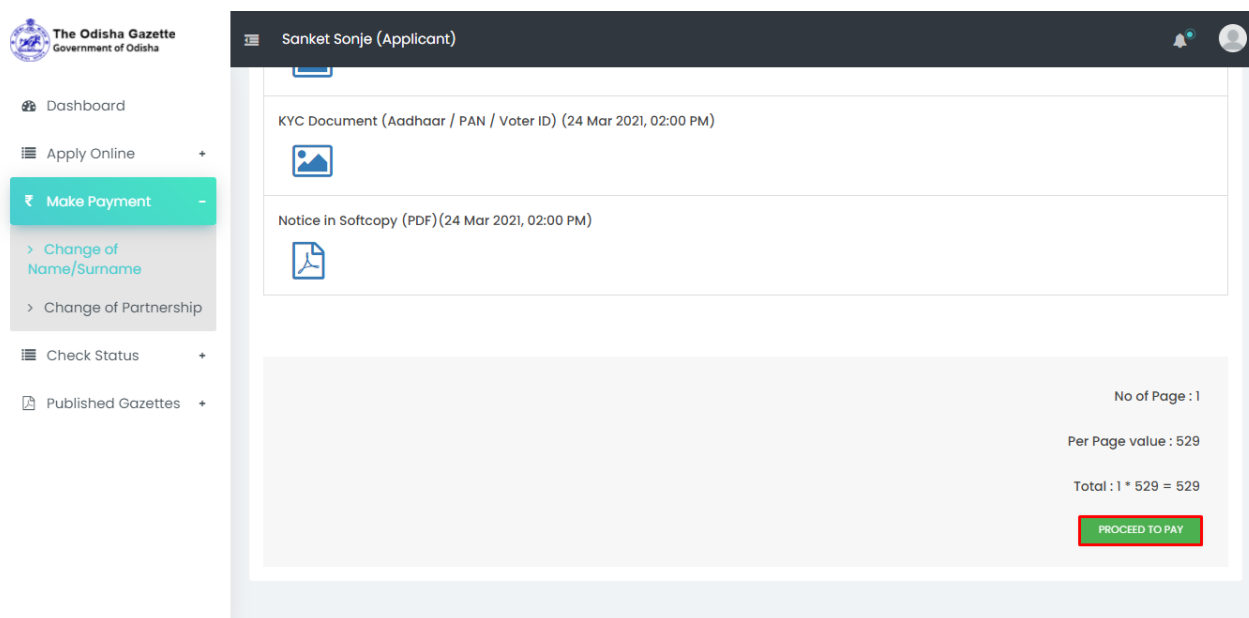 The Odisha Gazette
Government of Odisha
Sanket Sonje (Applicant)
Dashboard
Apply Online +
₹ Make Payment -
> Change of
Name/Surname
> Change of Partnership
Check Status +
Published Gazettes +
KYC Document (Aadhaar / PAN / Voter ID) (24 Mar 2021, 02:00 PM)
Notice in Softcopy (PDF)(24 Mar 2021, 02:00 PM)
No of Page : 1
Per Page value : 529
Total : 1 * 529 = 529
PROCEED TO PAY